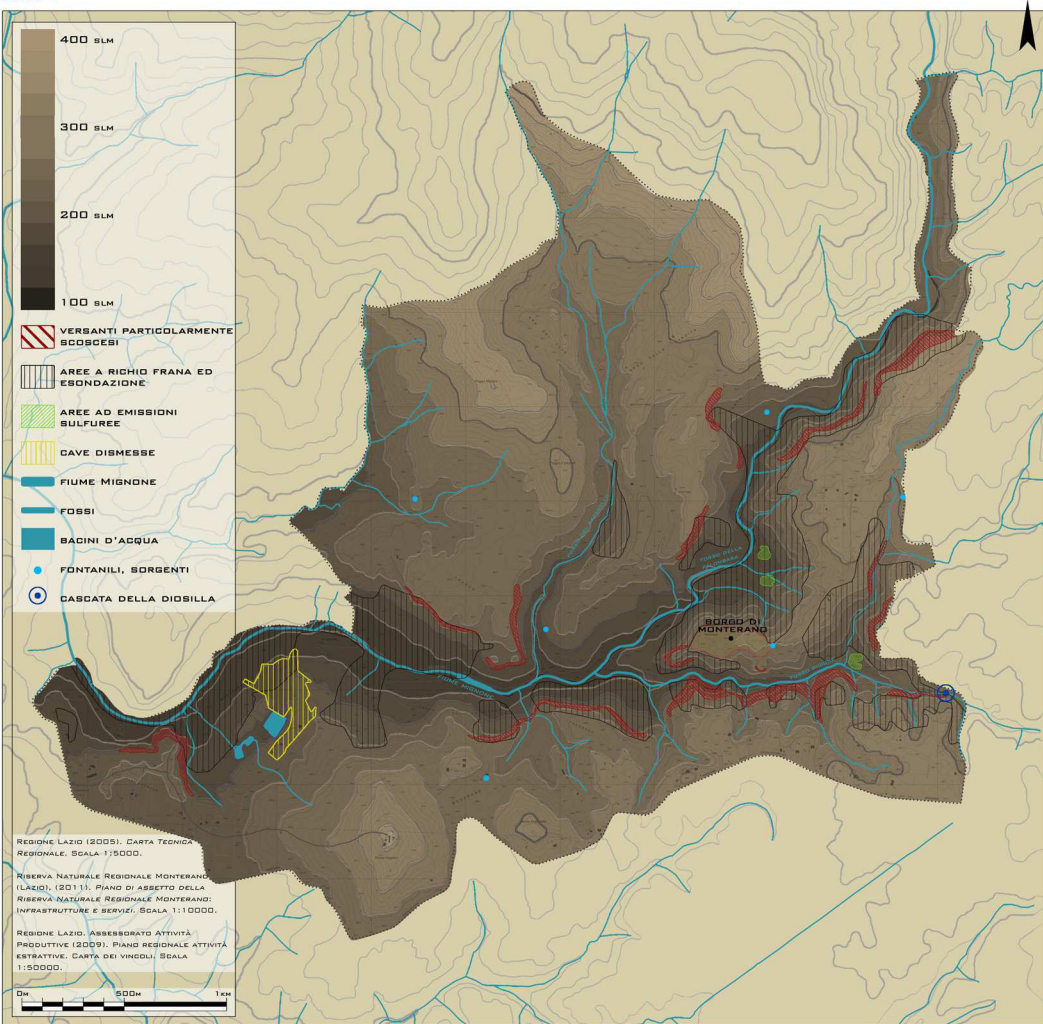 400 SLM
300 SLM
200 SLM
100 SLM
VERSANTI PARTICOLARMENTE
SCOSCESI
AREE A RICHIO FRANA ED
ESONDAZIONE
AREE AD EMISSIONI
SULFUREE
CAVE DISMESSE
FIUME MIGNONE
FOSSI
BACINI D'ACQUA
FONTANILI, SORGENTI
CASCATA DELLA DIOSILLA
FOSSO DELLA
BORGO DI
MONTERANO
FIUME MIGNONE
REGIONE LAZIO (2005). CARTA TECNICA
REGIONALE. SCALA 1:5000.
RISERVA NATURALE REGIONALE MONTERANO
(LAZIO), (2011). PIANO DI ASSETTO DELLA
RISERVA NATURALE REGIONALE MONTERANO:
INFRASTRUTTURE E SERVIZI. SCALA 1:10000.
REGIONE LAZIO. ASSESSORATO ATTIVITÀ
PRODUTTIVE (2009). PIANO REGIONALE ATTIVITÀ
ESTRATTIVE. CARTA DEI VINCOLI. SCALA
1:50000.
0M 500M 1KM